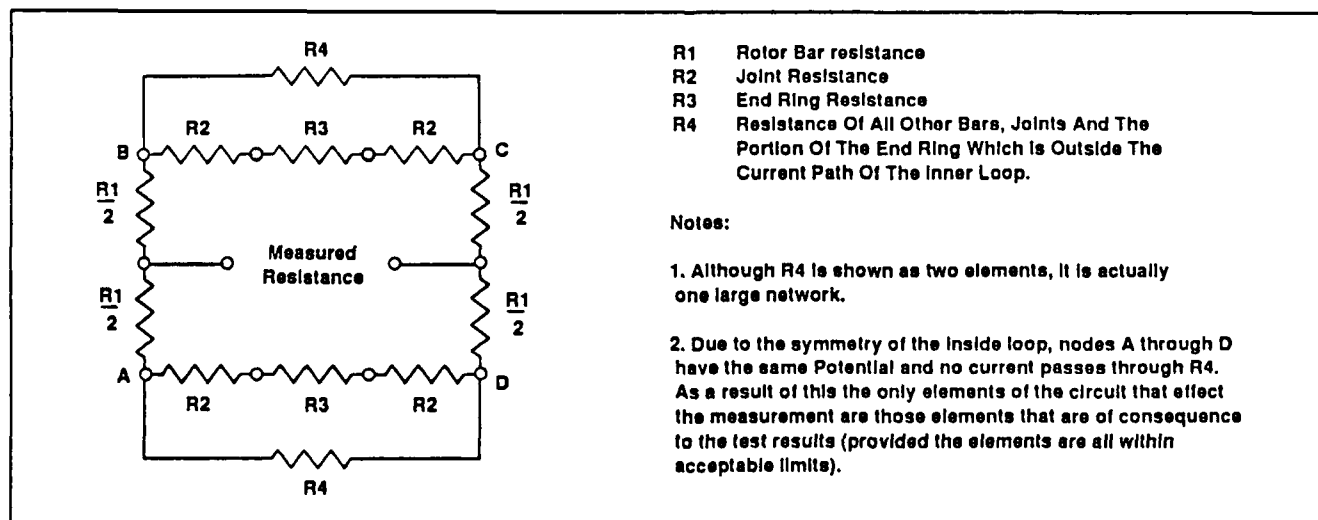 R4
R2 R3 R2
B C
R1
2
R1
2
Measured
Resistance
R1
2
R1
2
A D
R2 R3 R2
R4
R1 Rotor Bar resistance
R2 Joint Resistance
R3 End Ring Resistance
R4 Resistance Of All Other Bars, Joints And The
Portion Of The End Ring Which Is Outside The
Current Path Of The Inner Loop.
Notes:
1. Although R4 is shown as two elements, it is actually
one large network.
2. Due to the symmetry of the inside loop, nodes A through D
have the same Potential and no current passes through R4.
As a result of this the only elements of the circuit that effect
the measurement are those elements that are of consequence
to the test results (provided the elements are all within
acceptable limits).